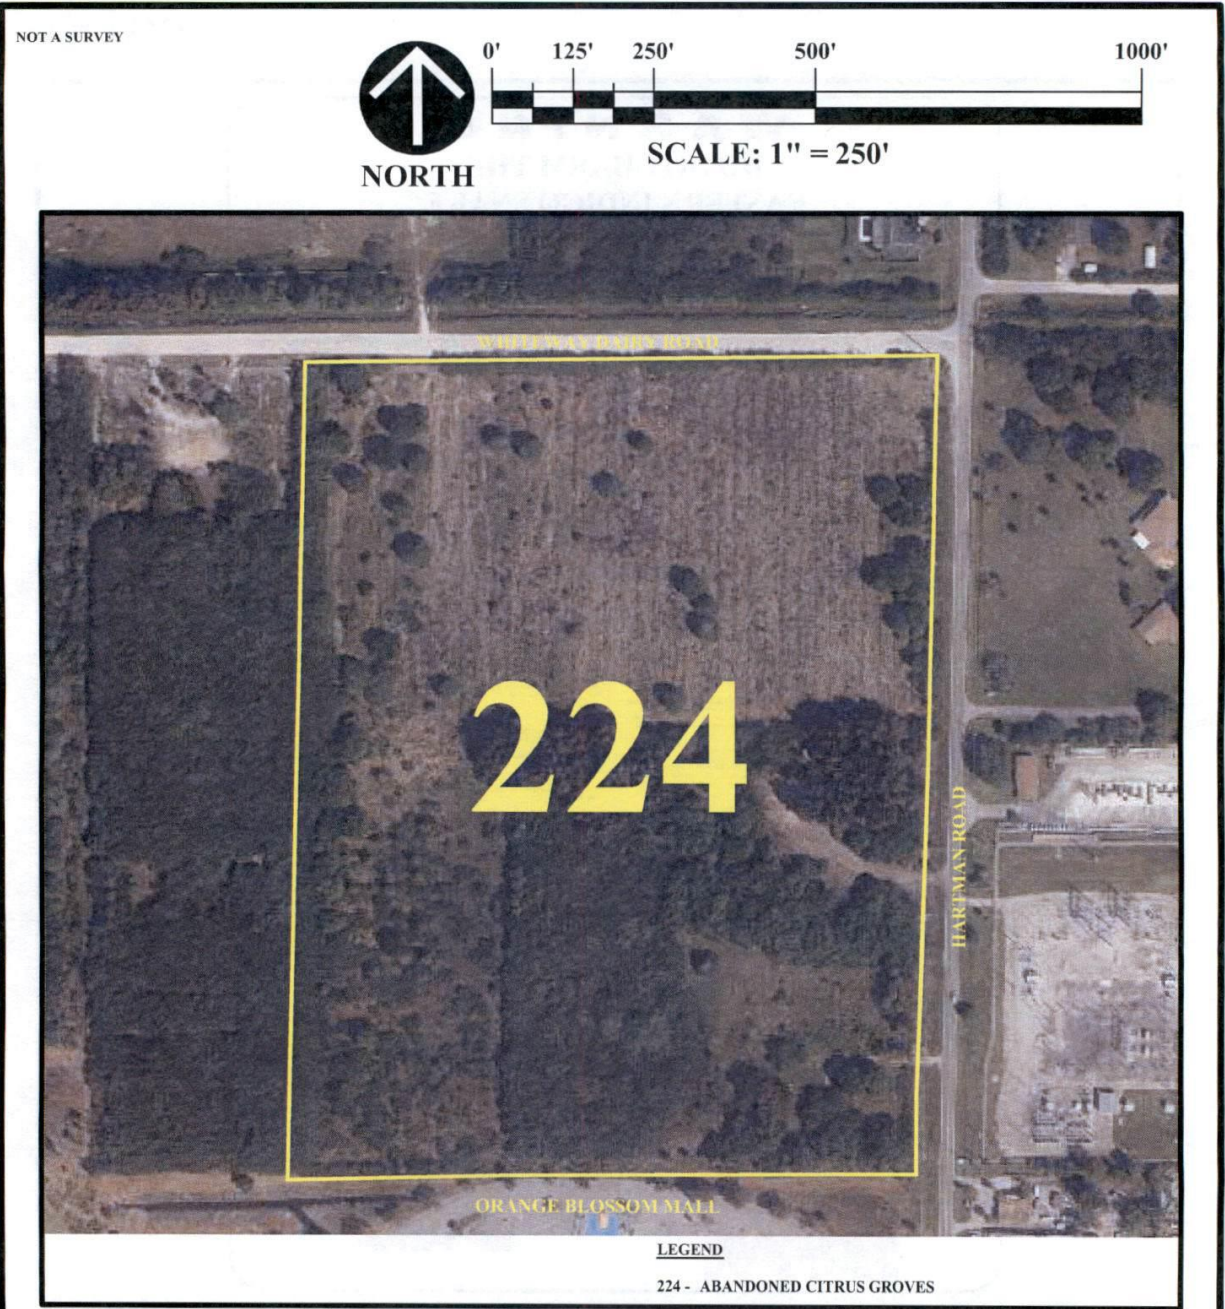 NOT A SURVEY
0' 125' 250' 500' 1000'
SCALE: 1" = 250'
NORTH
WHITEWAY DAIRY ROAD
224
HARTMAN ROAD
ORANGE BLOSSOM MALL
LEGEND
224 - ABANDONED CITRUS GROVES